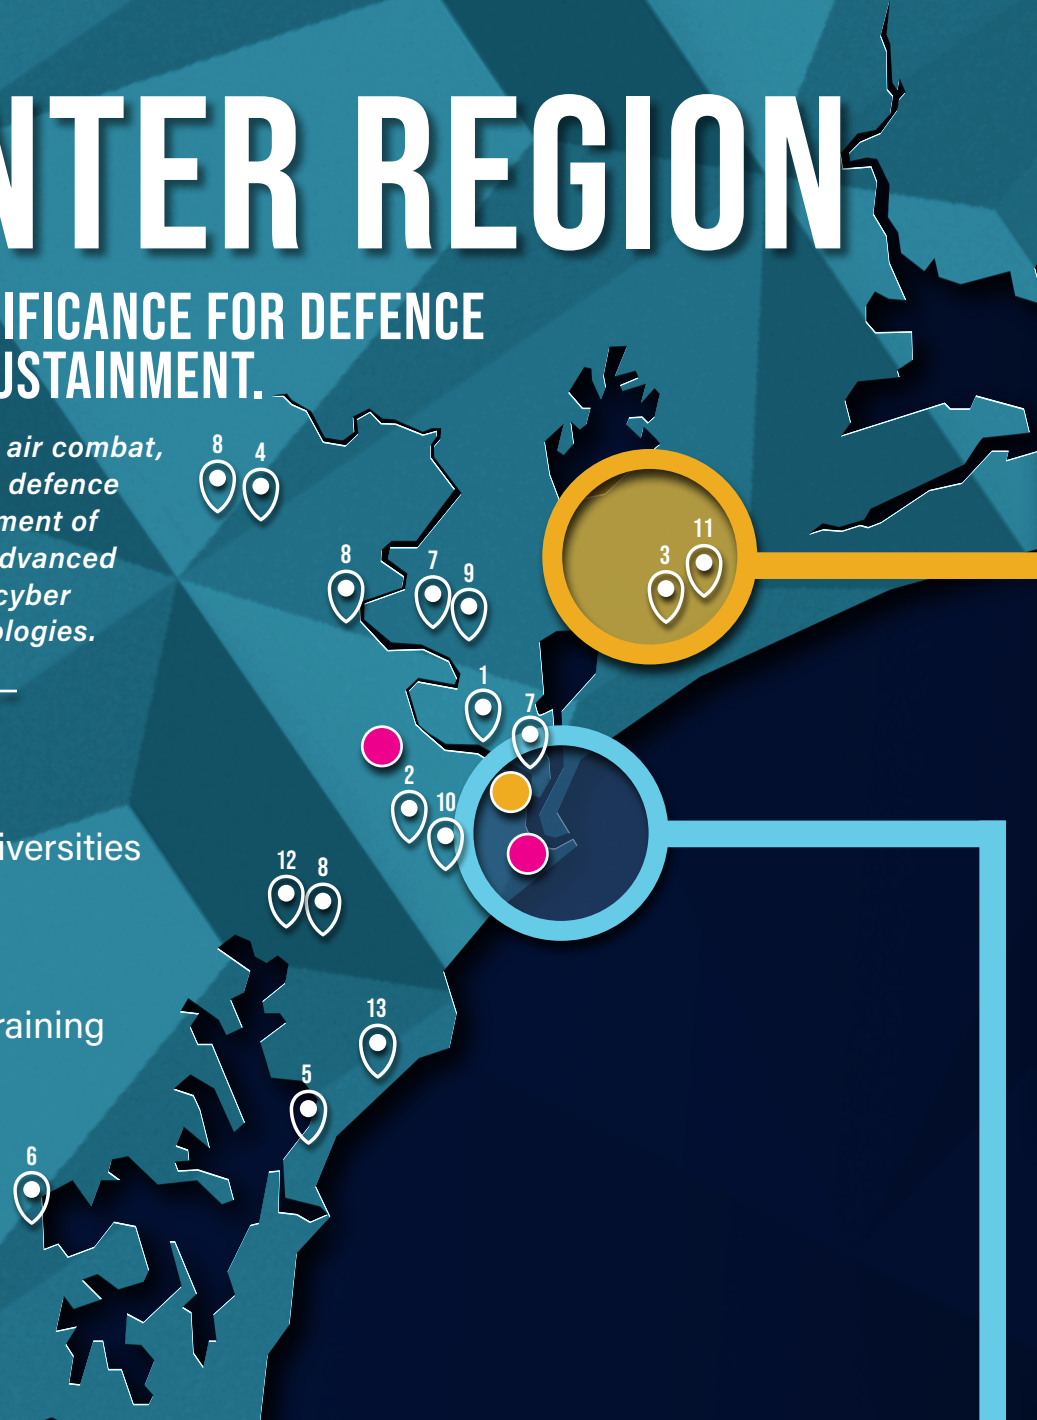 NTER REGION
IFICANCE FOR DEFENCE
USTAINMENT.
air combat,
defence
ment of
dvanced
cyber
ologies.
8
4
8
7
9
11
3
1
7
2
10
iversities
12
8
raining
13
5
6